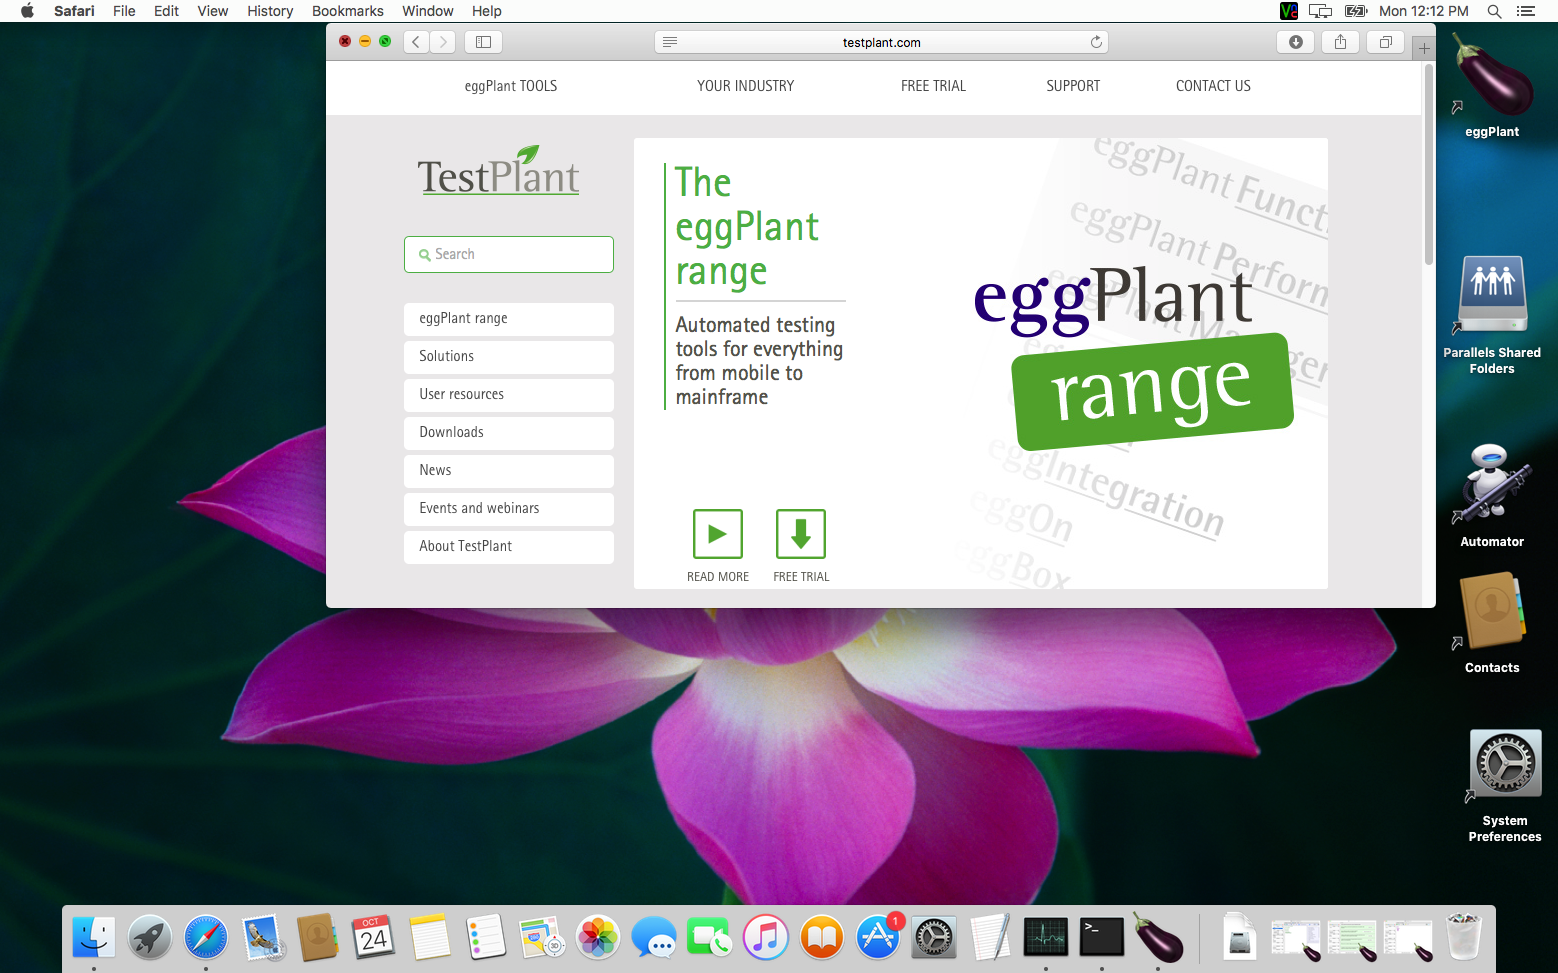 Safari File Edit View History Bookmarks Window Help
Mon 12:12 PM
testplant.com
eggPlant TOOLS YOUR INDUSTRY FREE TRIAL SUPPORT CONTACT US
TestPlant
Search
eggPlant range
Solutions
User resources
Downloads
News
Events and webinars
About TestPlant
The
eggPlant
range
Automated testing
tools for everything
from mobile to
mainframe
READ MORE
FREE TRIAL
eggPlant Funct
eggPlant Perform
eggPlant
range
eggIntegration
eggOn
eggBox
eggPlant
Parallels Shared
Folders
Automator
Contacts
System
Preferences
OCT
24
3D
1
>_